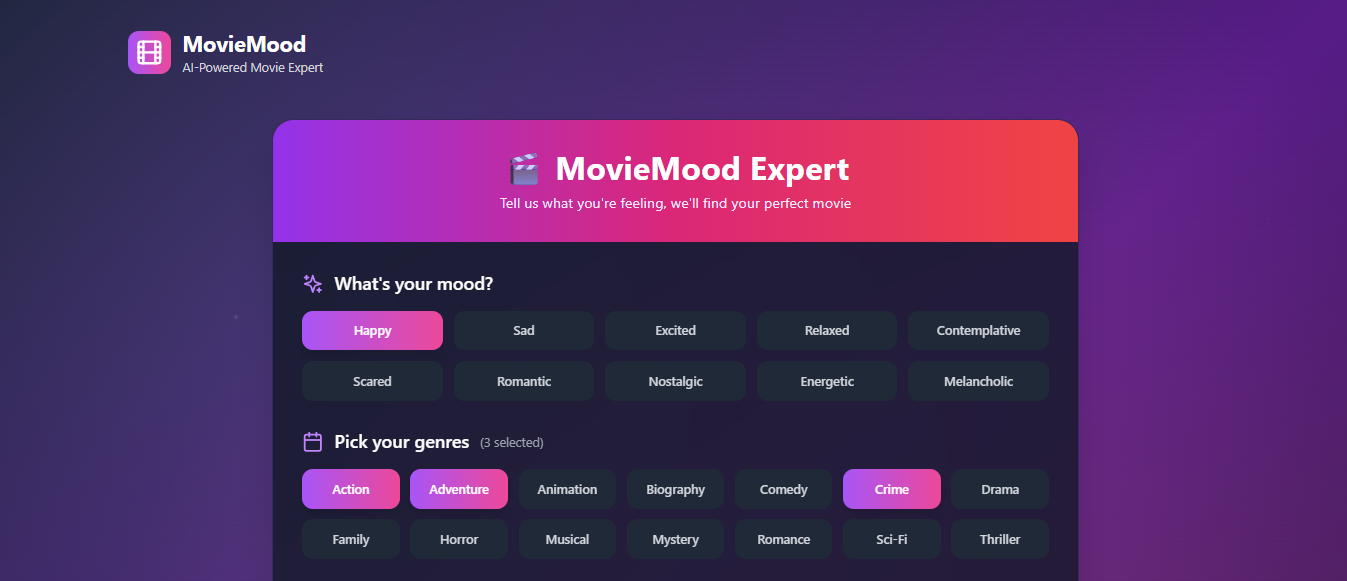 MovieMood
AI-Powered Movie Expert
🎬 MovieMood Expert
Tell us what you're feeling, we'll find your perfect movie
What's your mood?
Happy Sad Excited Relaxed Contemplative
Scared Romantic Nostalgic Energetic Melancholic
Pick your genres (3 selected)
Action Adventure Animation Biography Comedy Crime Drama
Family Horror Musical Mystery Romance Sci-Fi Thriller